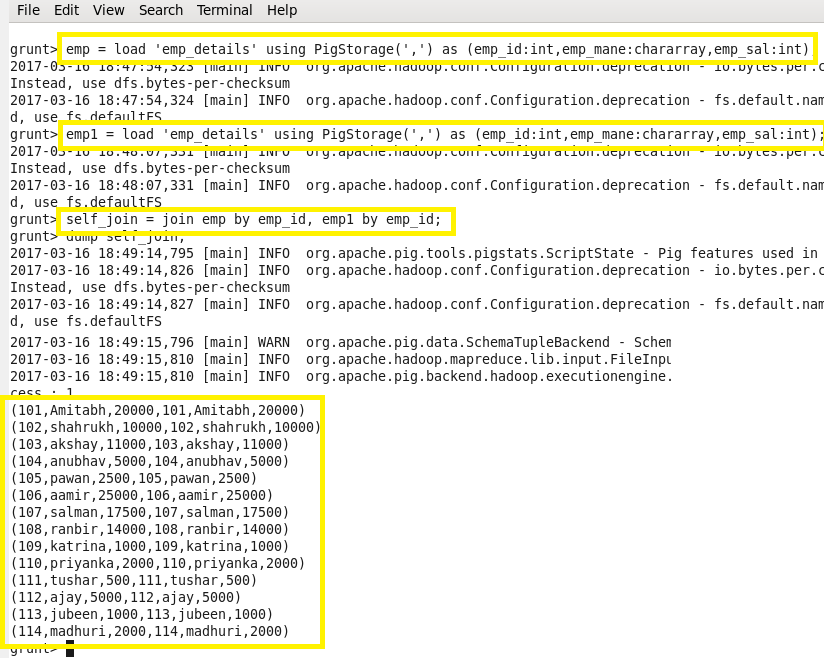 File Edit View Search Terminal Help
grunt> emp = load 'emp_details' using PigStorage(',') as (emp_id:int,emp_mane:chararray,emp_sal:int)
2017-03-16 18:47:54,323 [main] INFO org.apache.hadoop.conf.Configuration.deprecation - io.bytes.per.c
Instead, use dfs.bytes-per-checksum
2017-03-16 18:47:54,324 [main] INFO org.apache.hadoop.conf.Configuration.deprecation - fs.default.nam
d, use fs.defaultFS
grunt> emp1 = load 'emp_details' using PigStorage(',') as (emp_id:int,emp_mane:chararray,emp_sal:int);
2017-03-16 18:48:07,331 [main] INFO org.apache.hadoop.conf.Configuration.deprecation - io.bytes.per.c
Instead, use dfs.bytes-per-checksum
2017-03-16 18:48:07,331 [main] INFO org.apache.hadoop.conf.Configuration.deprecation - fs.default.nam
d, use fs.defaultFS
grunt> self_join = join emp by emp_id, emp1 by emp_id;
grunt> dump self_join;
2017-03-16 18:49:14,795 [main] INFO org.apache.pig.tools.pigstats.ScriptState - Pig features used in
2017-03-16 18:49:14,826 [main] INFO org.apache.hadoop.conf.Configuration.deprecation - io.bytes.per.c
Instead, use dfs.bytes-per-checksum
2017-03-16 18:49:14,827 [main] INFO org.apache.hadoop.conf.Configuration.deprecation - fs.default.nam
d, use fs.defaultFS
2017-03-16 18:49:15,796 [main] WARN org.apache.pig.data.SchemaTupleBackend - Schem
2017-03-16 18:49:15,810 [main] INFO org.apache.hadoop.mapreduce.lib.input.FileInpu
2017-03-16 18:49:15,810 [main] INFO org.apache.pig.backend.hadoop.executionengine.
cess : 1
(101,Amitabh,20000,101,Amitabh,20000)
(102,shahrukh,10000,102,shahrukh,10000)
(103,akshay,11000,103,akshay,11000)
(104,anubhav,5000,104,anubhav,5000)
(105,pawan,2500,105,pawan,2500)
(106,aamir,25000,106,aamir,25000)
(107,salman,17500,107,salman,17500)
(108,ranbir,14000,108,ranbir,14000)
(109,katrina,1000,109,katrina,1000)
(110,priyanka,2000,110,priyanka,2000)
(111,tushar,500,111,tushar,500)
(112,ajay,5000,112,ajay,5000)
(113,jubeen,1000,113,jubeen,1000)
(114,madhuri,2000,114,madhuri,2000)
grunt>